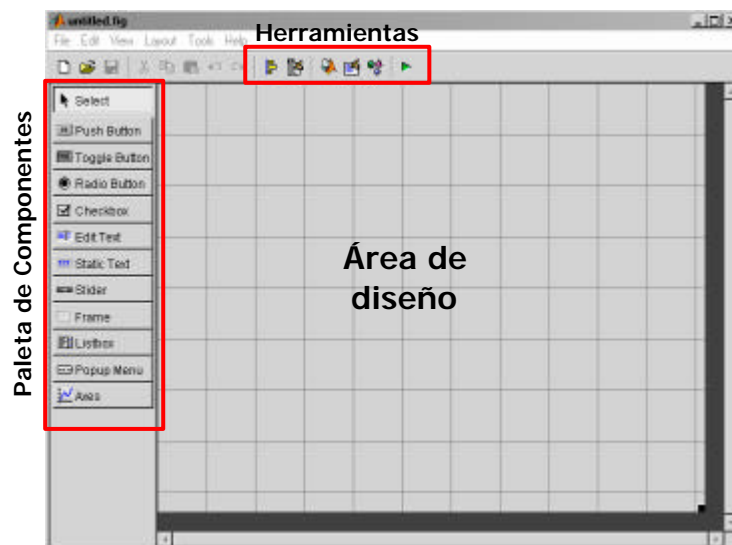 untitled.fig
Herramientas
File Edit View Layout Tools Help
Paleta de Componentes
Select
Push Button
Toggle Button
Radio Button
Checkbox
Edit Text
Static Text
Slider
Frame
Listbox
Popup Menu
Axes
Área de
diseño